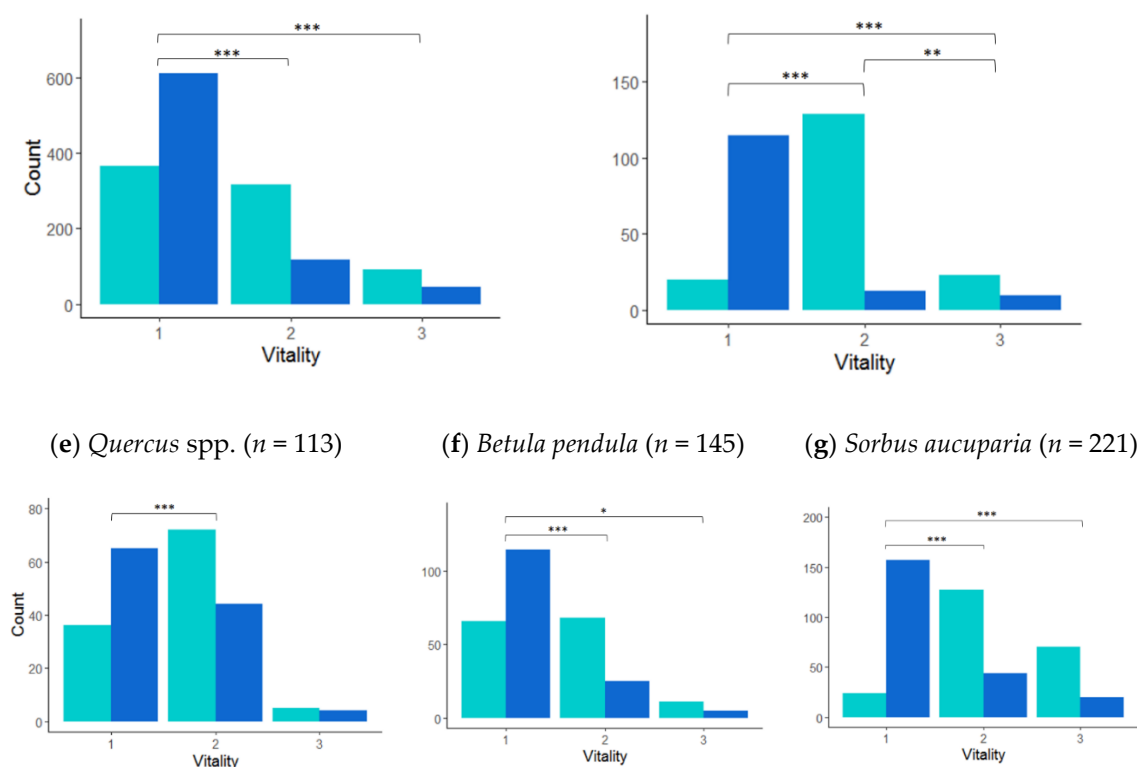 ***
***
Count
600
400
200
0
1 2 3
Vitality
***
**
***
150
100
50
0
1 2 3
Vitality
(e) Quercus spp. (n = 113)
(f) Betula pendula (n = 145)
(g) Sorbus aucuparia (n = 221)
***
Count
80
60
40
20
0
1 2 3
Vitality
*
***
100
50
0
1 2 3
Vitality
***
***
200
150
100
50
0
1 2 3
Vitality